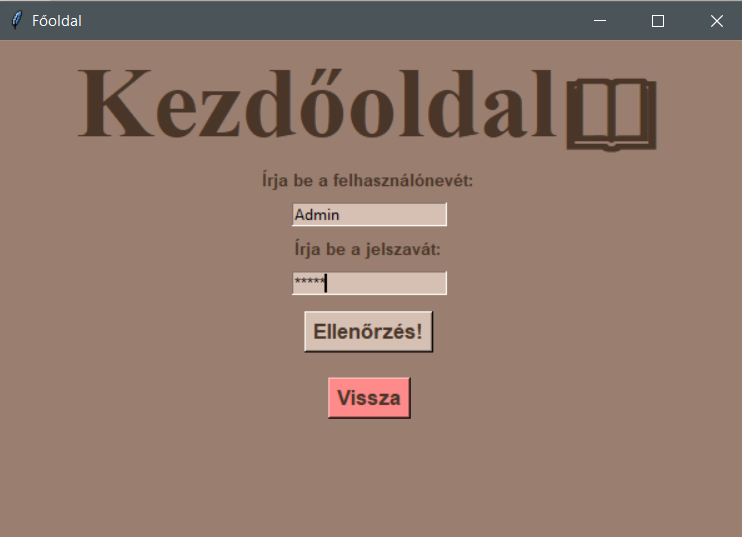 Főoldal
Kezdőoldal
Írja be a felhasználónevét:
Admin
Írja be a jelszavát:
*****
Ellenőrzés!
Vissza